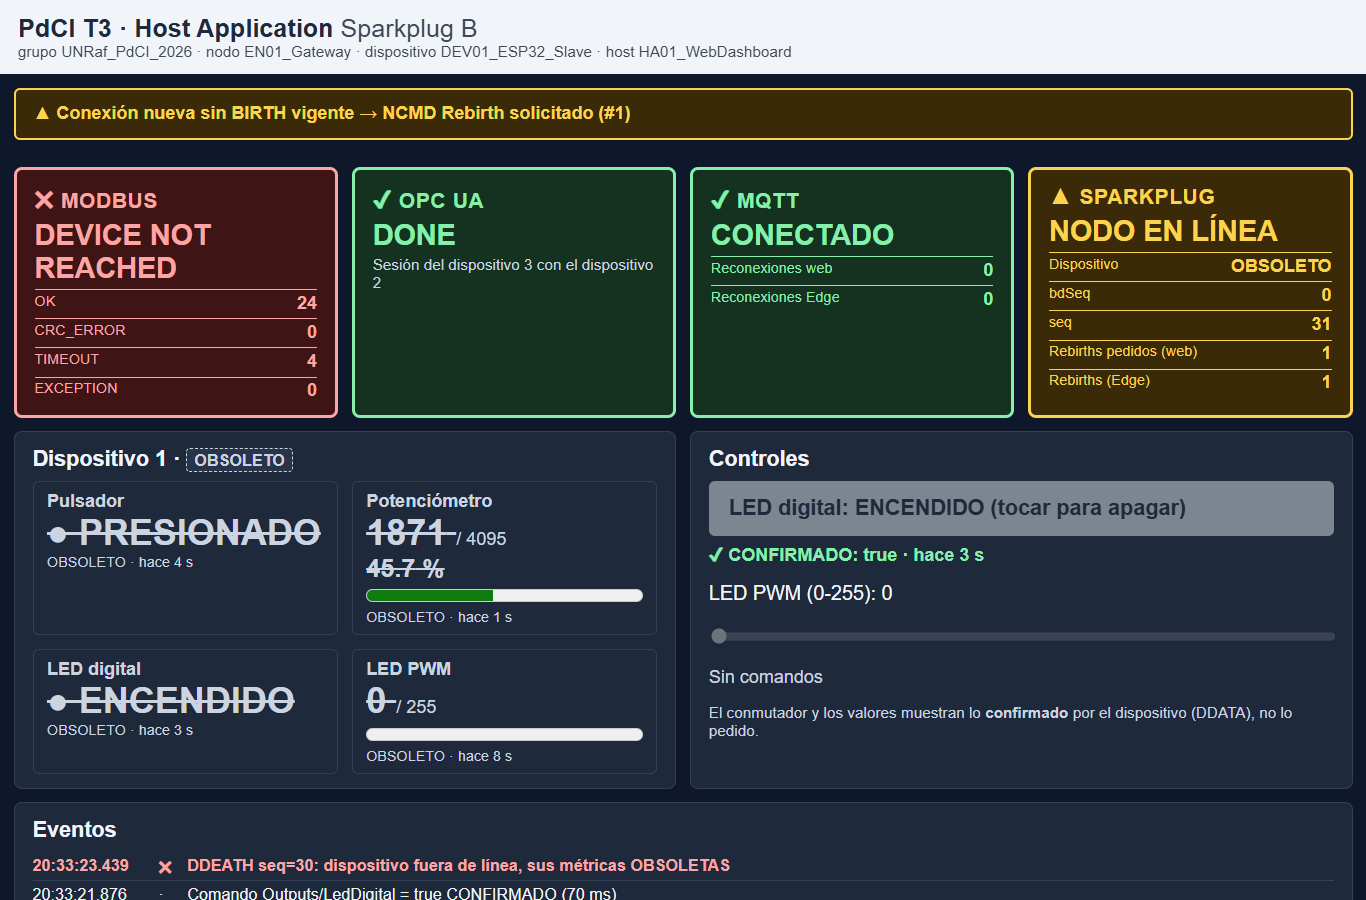 PdCI T3 · Host Application Sparkplug B
grupo UNRaf_PdCI_2026 · nodo EN01_Gateway · dispositivo DEV01_ESP32_Slave · host HA01_WebDashboard
▲ Conexión nueva sin BIRTH vigente → NCMD Rebirth solicitado (#1)
✕ MODBUS
DEVICE NOT
REACHED
OK 24
CRC_ERROR 0
TIMEOUT 4
EXCEPTION 0
✓ OPC UA
DONE
Sesión del dispositivo 3 con el dispositivo
2
✓ MQTT
CONECTADO
Reconexiones web 0
Reconexiones Edge 0
▲ SPARKPLUG
NODO EN LÍNEA
Dispositivo OBSOLETO
bdSeq 0
seq 31
Rebirths pedidos (web) 1
Rebirths (Edge) 1
Dispositivo 1 · OBSOLETO
Pulsador
● PRESIONADO
OBSOLETO · hace 4 s
Potenciómetro
1871 / 4095
45.7 %
OBSOLETO · hace 1 s
LED digital
● ENCENDIDO
OBSOLETO · hace 3 s
LED PWM
0 / 255
OBSOLETO · hace 8 s
Controles
LED digital: ENCENDIDO (tocar para apagar)
✓ CONFIRMADO: true · hace 3 s
LED PWM (0-255): 0
Sin comandos
El conmutador y los valores muestran lo confirmado por el dispositivo (DDATA), no lo
pedido.
Eventos
20:33:23.439 ✕ DDEATH seq=30: dispositivo fuera de línea, sus métricas OBSOLETAS
20:33:21.876 · Comando Outputs/LedDigital = true CONFIRMADO (70 ms)